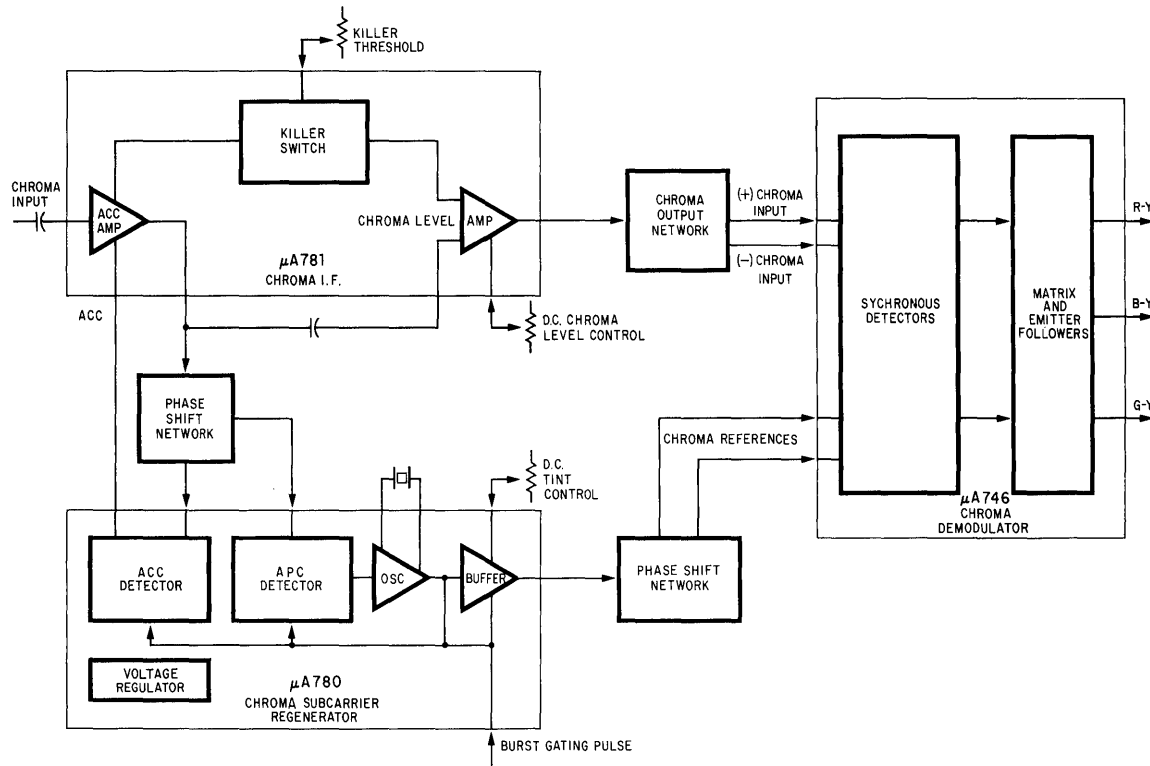 KILLER
THRESHOLD
KILLER
SWITCH
CHROMA
INPUT
ACC
AMP
CHROMA LEVEL
AMP
μA781
CHROMA I.F.
ACC
D.C. CHROMA
LEVEL CONTROL
CHROMA
OUTPUT
NETWORK
(+) CHROMA
INPUT
(−) CHROMA
INPUT
SYCHRONOUS
DETECTORS
MATRIX
AND
EMITTER
FOLLOWERS
R-Y
B-Y
G-Y
μA746
CHROMA
DEMODULATOR
PHASE
SHIFT
NETWORK
CHROMA REFERENCES
D.C.
TINT
CONTROL
ACC
DETECTOR
APC
DETECTOR
OSC
BUFFER
PHASE SHIFT
NETWORK
VOLTAGE
REGULATOR
μA780
CHROMA SUBCARRIER
REGENERATOR
BURST GATING PULSE